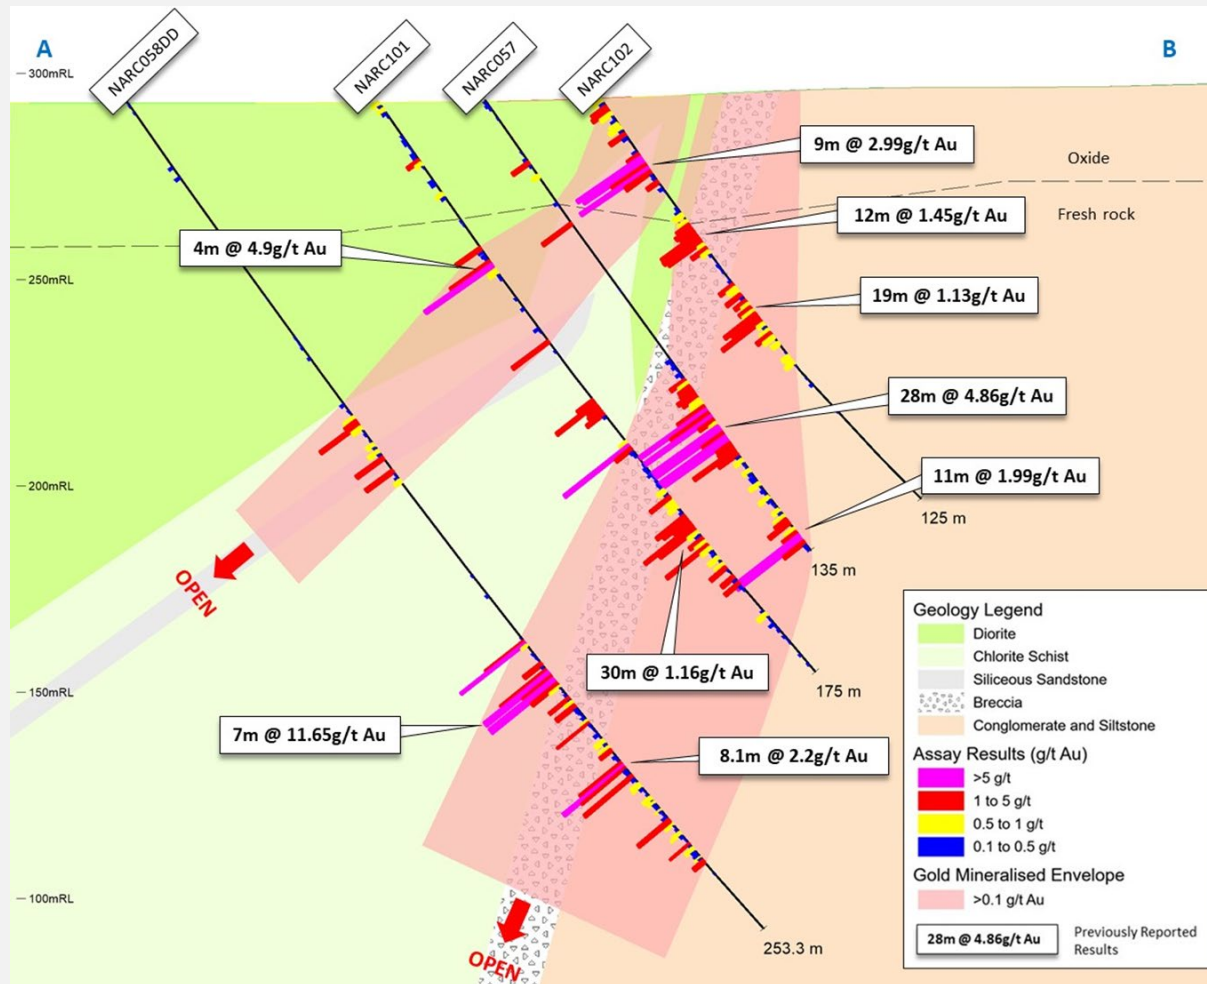 A
B
NARC058DD
NARC101
NARC057
NARC102
300mRL
9m @ 2.99g/t Au
Oxide
12m @ 1.45g/t Au
Fresh rock
4m @ 4.9g/t Au
250mRL
19m @ 1.13g/t Au
28m @ 4.86g/t Au
200mRL
11m @ 1.99g/t Au
125 m
135 m
OPEN
30m @ 1.16g/t Au
175 m
150mRL
7m @ 11.65g/t Au
8.1m @ 2.2g/t Au
100mRL
253.3 m
OPEN
Geology Legend
Diorite
Chlorite Schist
Siliceous Sandstone
Breccia
Conglomerate and Siltstone
Assay Results (g/t Au)
>5 g/t
1 to 5 g/t
0.5 to 1 g/t
0.1 to 0.5 g/t
Gold Mineralised Envelope
>0.1 g/t Au
28m @ 4.86g/t Au
Previously Reported
Results